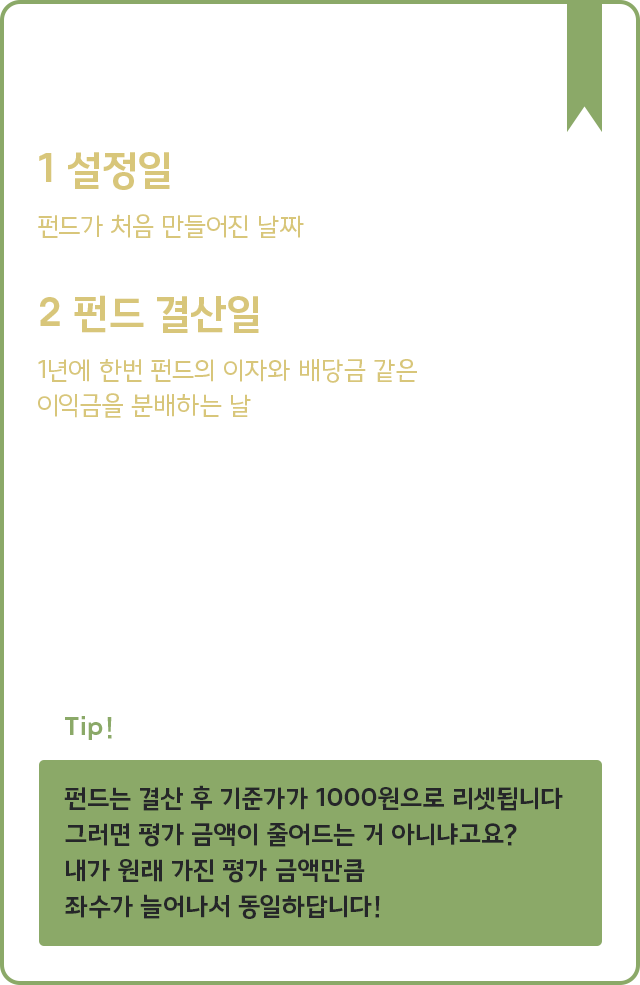 1 설정일
펀드가 처음 만들어진 날짜
2 펀드 결산일
1년에 한번 펀드의 이자와 배당금 같은
이익금을 분배하는 날
Tip!
펀드는 결산 후 기준가가 1000원으로 리셋됩니다
그러면 평가 금액이 줄어드는 거 아니냐고요?
내가 원래 가진 평가 금액만큼
좌수가 늘어나서 동일하답니다!